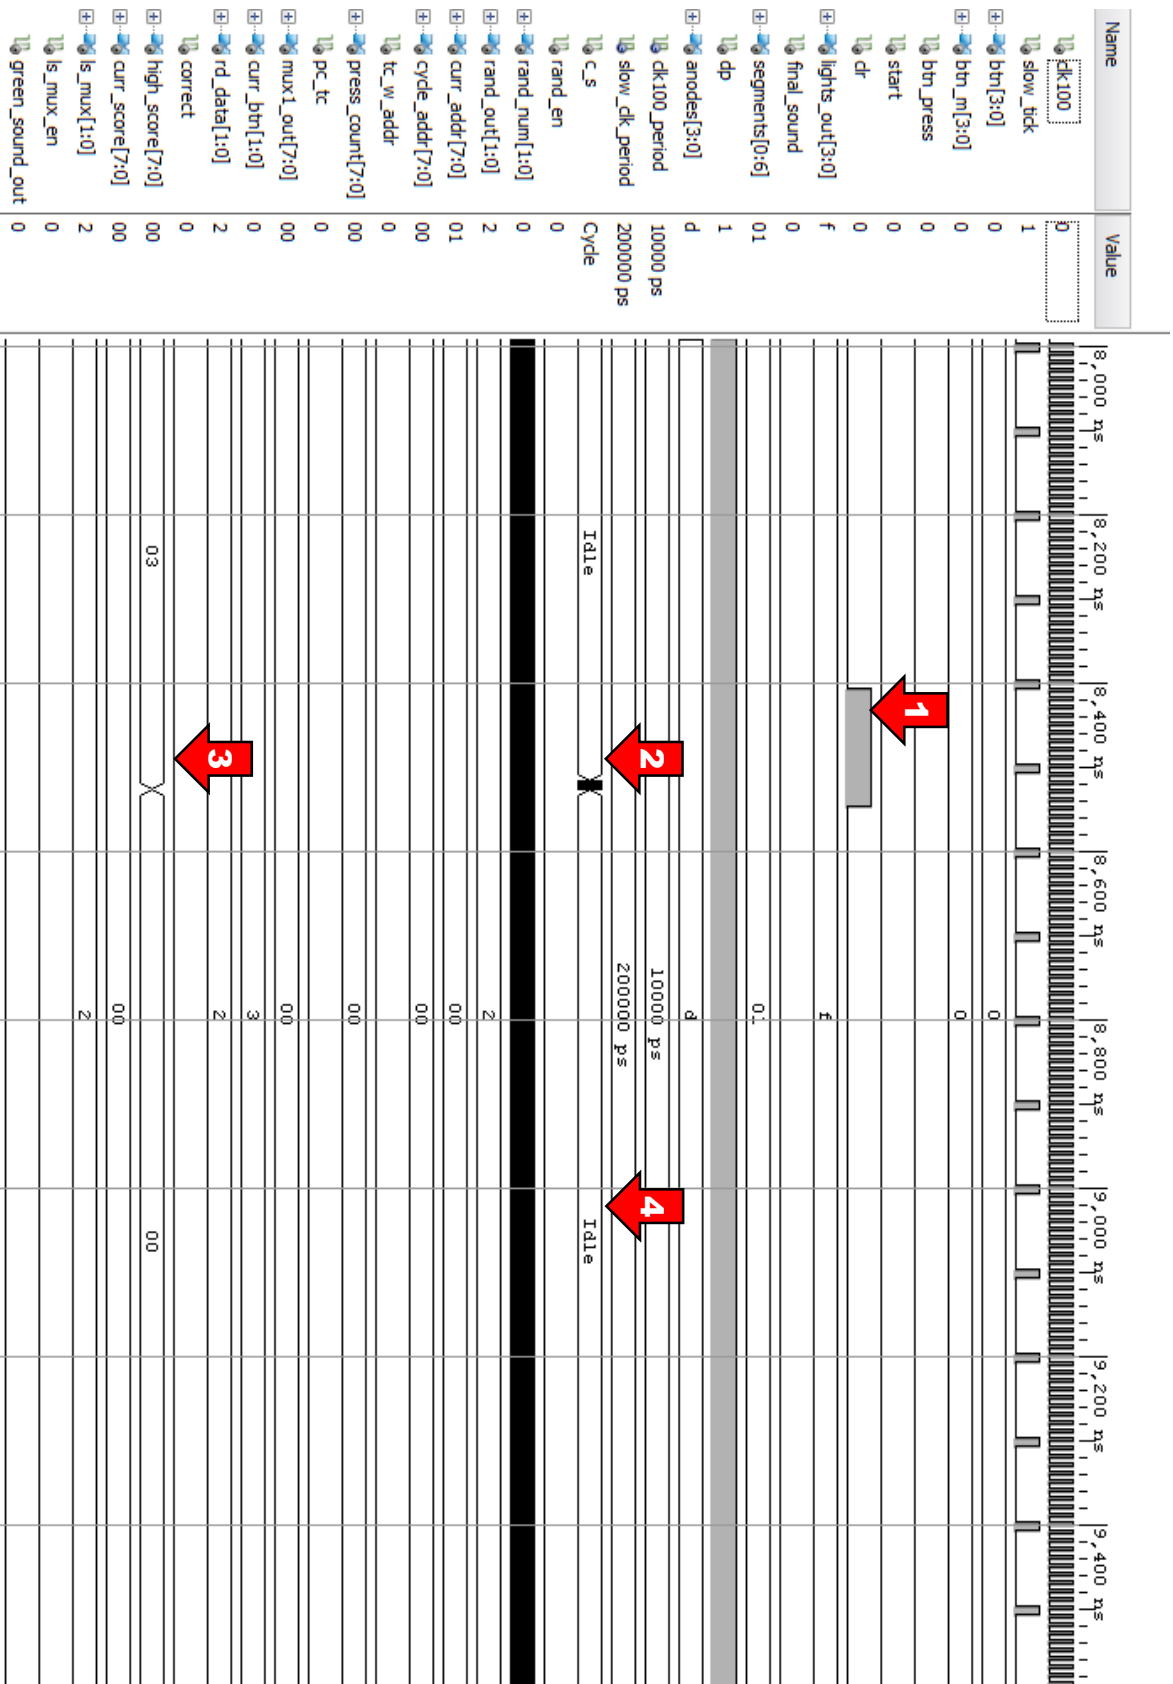 Name Value
8,000 ns 8,200 ns 8,400 ns 8,600 ns 8,800 ns 9,000 ns 9,200 ns 9,400 ns
clk100 0
slow_tick 1
btn[3:0] 0 0
btn_m[3:0] 0 0
btn_press 0
start 0
1
clr 0
lights_out[3:0] f f
final_sound 0
segments[0:6] 01 01
dp 1
anodes[3:0] d d
clk100_period 10000 ps 10000 ps
slow_clk_period 200000 ps 200000 ps
2 4
c_s Cycle Idle Idle
rand_en 0
rand_num[1:0] 0
rand_out[1:0] 2 2
curr_addr[7:0] 01 00
cycle_addr[7:0] 00 00
tc_w_addr 0
press_count[7:0] 00 00
pc_tc 0
mux1_out[7:0] 00 00
curr_btn[1:0] 0 3
rd_data[1:0] 2 2
3
correct 0
high_score[7:0] 00 03 00
curr_score[7:0] 00 00
ls_mux[1:0] 2 2
ls_mux_en 0
green_sound_out 0